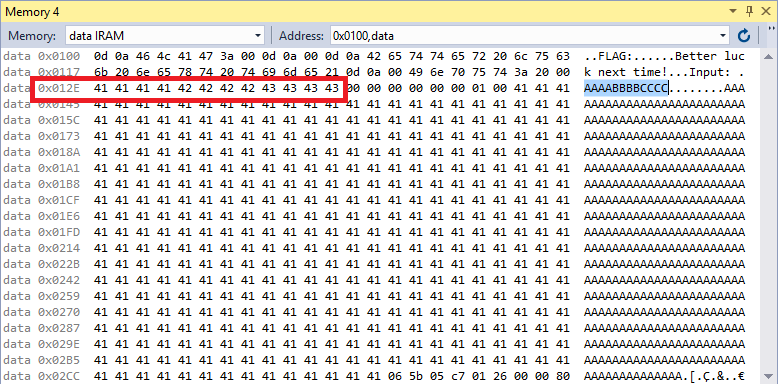 Memory 4
Memory: data IRAM Address: 0x0100,data
data 0x0100 0d 0a 46 4c 41 47 3a 00 0d 0a 00 0d 0a 42 65 74 74 65 72 20 6c 75 63 ..FLAG:......Better luc
data 0x0117 6b 20 6e 65 78 74 20 74 69 6d 65 21 0d 0a 00 49 6e 70 75 74 3a 20 00 k next time!...Input: .
data 0x012E 41 41 41 41 42 42 42 42 43 43 43 43 00 00 00 00 00 00 01 00 41 41 41 AAAABBBBCCCC........AAA
data 0x0145 41 41 41 41 41 41 41 41 41 41 41 41 41 41 41 41 41 41 41 41 41 41 41 AAAAAAAAAAAAAAAAAAAAAAA
data 0x015C 41 41 41 41 41 41 41 41 41 41 41 41 41 41 41 41 41 41 41 41 41 41 41 AAAAAAAAAAAAAAAAAAAAAAA
data 0x0173 41 41 41 41 41 41 41 41 41 41 41 41 41 41 41 41 41 41 41 41 41 41 41 AAAAAAAAAAAAAAAAAAAAAAA
data 0x018A 41 41 41 41 41 41 41 41 41 41 41 41 41 41 41 41 41 41 41 41 41 41 41 AAAAAAAAAAAAAAAAAAAAAAA
data 0x01A1 41 41 41 41 41 41 41 41 41 41 41 41 41 41 41 41 41 41 41 41 41 41 41 AAAAAAAAAAAAAAAAAAAAAAA
data 0x01B8 41 41 41 41 41 41 41 41 41 41 41 41 41 41 41 41 41 41 41 41 41 41 41 AAAAAAAAAAAAAAAAAAAAAAA
data 0x01CF 41 41 41 41 41 41 41 41 41 41 41 41 41 41 41 41 41 41 41 41 41 41 41 AAAAAAAAAAAAAAAAAAAAAAA
data 0x01E6 41 41 41 41 41 41 41 41 41 41 41 41 41 41 41 41 41 41 41 41 41 41 41 AAAAAAAAAAAAAAAAAAAAAAA
data 0x01FD 41 41 41 41 41 41 41 41 41 41 41 41 41 41 41 41 41 41 41 41 41 41 41 AAAAAAAAAAAAAAAAAAAAAAA
data 0x0214 41 41 41 41 41 41 41 41 41 41 41 41 41 41 41 41 41 41 41 41 41 41 41 AAAAAAAAAAAAAAAAAAAAAAA
data 0x022B 41 41 41 41 41 41 41 41 41 41 41 41 41 41 41 41 41 41 41 41 41 41 41 AAAAAAAAAAAAAAAAAAAAAAA
data 0x0242 41 41 41 41 41 41 41 41 41 41 41 41 41 41 41 41 41 41 41 41 41 41 41 AAAAAAAAAAAAAAAAAAAAAAA
data 0x0259 41 41 41 41 41 41 41 41 41 41 41 41 41 41 41 41 41 41 41 41 41 41 41 AAAAAAAAAAAAAAAAAAAAAAA
data 0x0270 41 41 41 41 41 41 41 41 41 41 41 41 41 41 41 41 41 41 41 41 41 41 41 AAAAAAAAAAAAAAAAAAAAAAA
data 0x0287 41 41 41 41 41 41 41 41 41 41 41 41 41 41 41 41 41 41 41 41 41 41 41 AAAAAAAAAAAAAAAAAAAAAAA
data 0x029E 41 41 41 41 41 41 41 41 41 41 41 41 41 41 41 41 41 41 41 41 41 41 41 AAAAAAAAAAAAAAAAAAAAAAA
data 0x02B5 41 41 41 41 41 41 41 41 41 41 41 41 41 41 41 41 41 41 41 41 41 41 41 AAAAAAAAAAAAAAAAAAAAAAA
data 0x02CC 41 41 41 41 41 41 41 41 41 41 41 41 41 41 06 5b 05 c7 01 26 00 00 80 AAAAAAAAAAAAAA.[.Ç.&..€